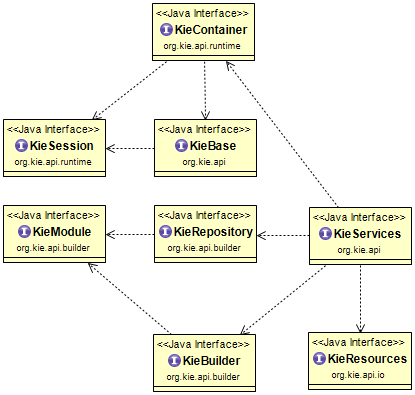 <<Java Interface>>
KieContainer
org.kie.api.runtime
<<Java Interface>>
KieSession
org.kie.api.runtime
<<Java Interface>>
KieBase
org.kie.api
<<Java Interface>>
KieModule
org.kie.api.builder
<<Java Interface>>
KieRepository
org.kie.api.builder
<<Java Interface>>
KieServices
org.kie.api
<<Java Interface>>
KieBuilder
org.kie.api.builder
<<Java Interface>>
KieResources
org.kie.api.io